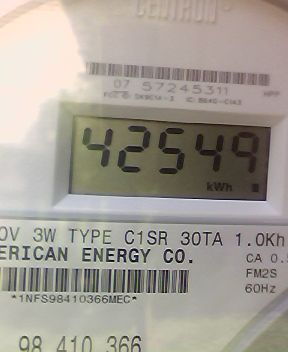 CENTRON
07 57245311 HPP
42549
kWh
0V 3W TYPE C1SR 30TA 1.0Kh
ERICAN ENERGY CO.
CA 0.5
FM2S
60Hz
*1NFS98410366MEC*
98 410 366